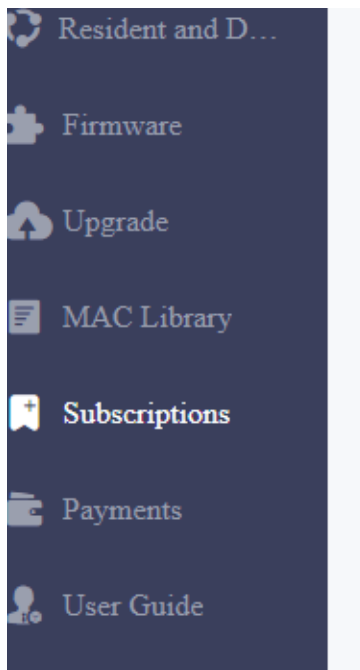 Resident and D...
Firmware
Upgrade
MAC Library
Subscriptions
Payments
User Guide